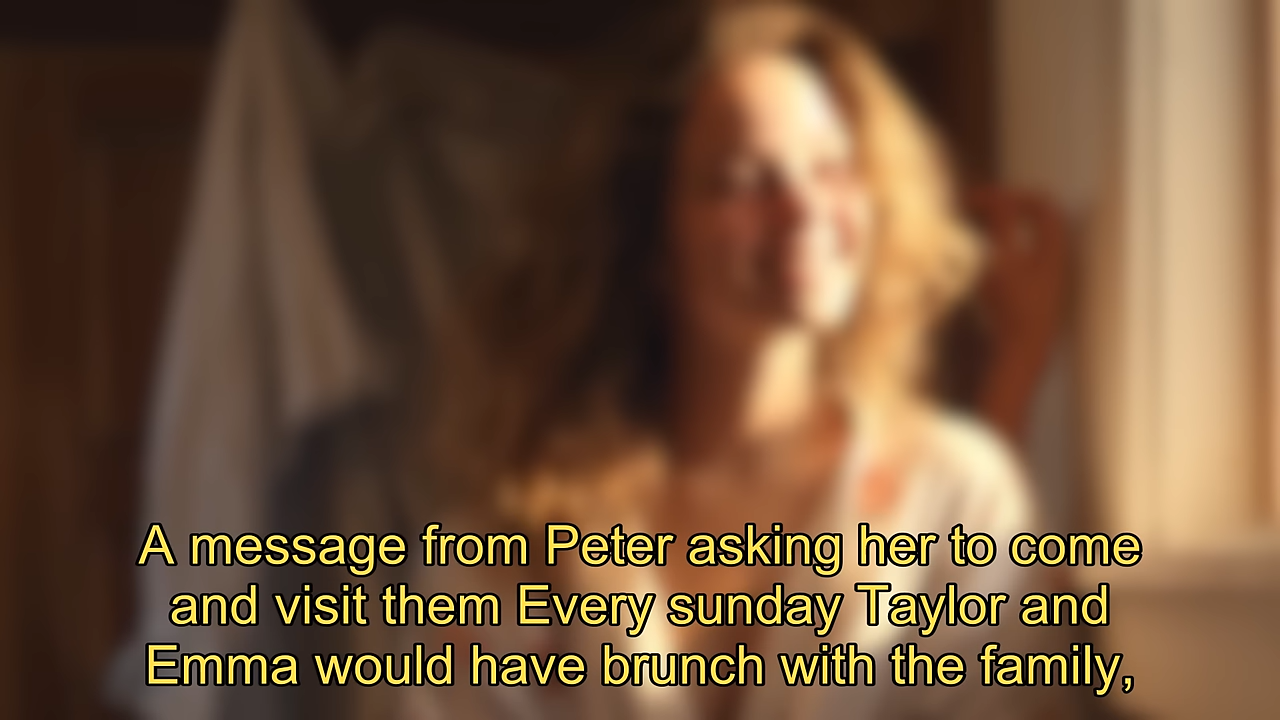 A message from Peter asking her to come
and visit them Every sunday Taylor and
Emma would have brunch with the family,